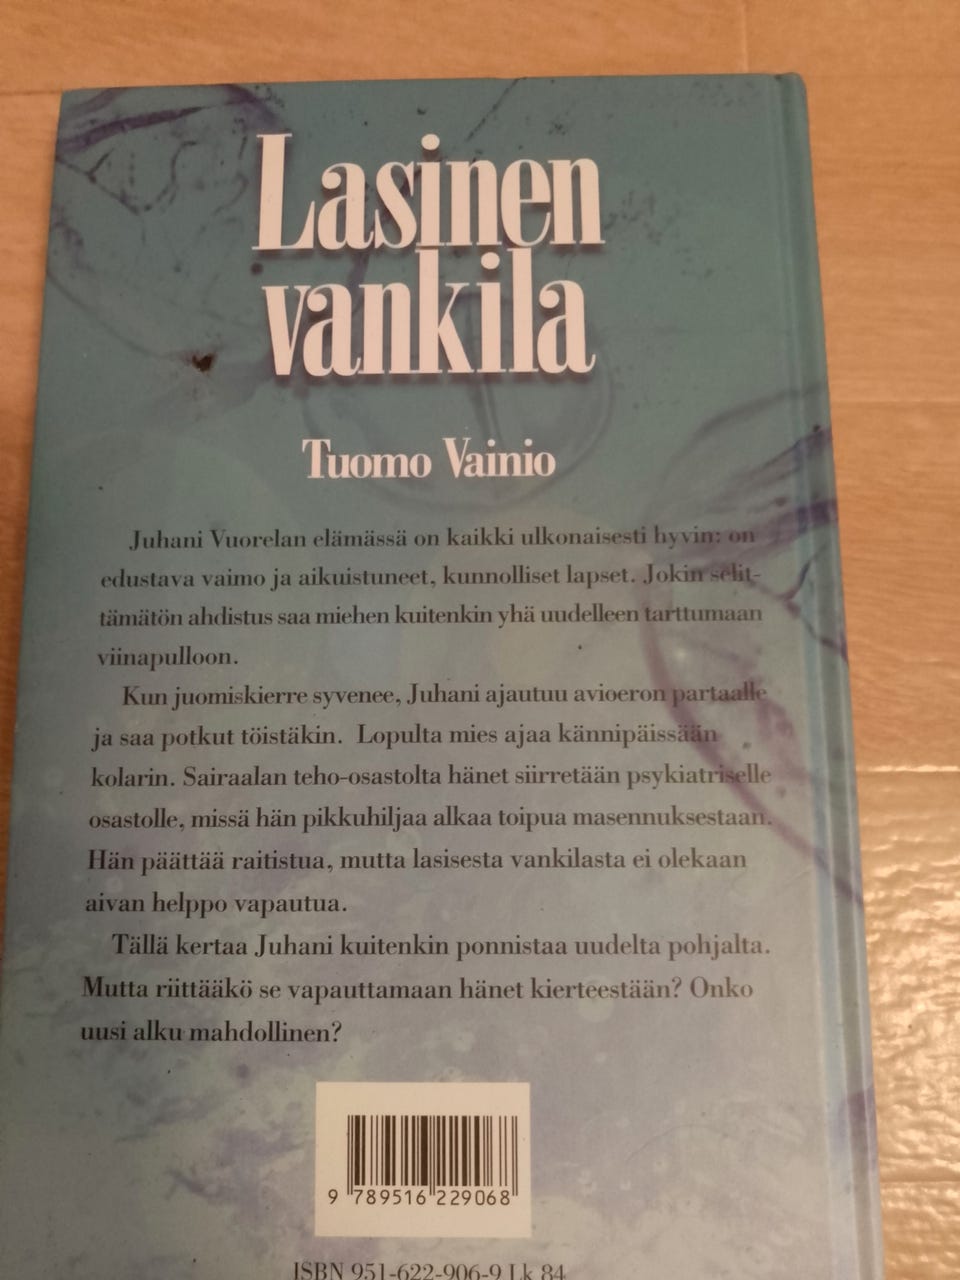 Lasinen
vankila
Tuomo Vainio
Juhani Vuorelan elämässä on kaikki ulkonaisesti hyvin: on
edustava vaimo ja aikuistuneet, kunnolliset lapset. Jokin selit-
tämätön ahdistus saa miehen kuitenkin yhä uudelleen tarttumaan
viinapulloon.
Kun juomiskierre syvenee, Juhani ajautuu avioeron partaalle
ja saa potkut töistäkin. Lopulta mies ajaa kännipäissään
kolarin. Sairaalan teho-osastolta hänet siirretään psykiatriselle
osastolle, missä hän pikkuhiljaa alkaa toipua masennuksestaan.
Hän päättää raitistua, mutta lasisesta vankilasta ei olekaan
aivan helppo vapautua.
Tällä kertaa Juhani kuitenkin ponnistaa uudelta pohjalta.
Mutta riittääkö se vapauttamaan hänet kierteestään? Onko
uusi alku mahdollinen?
9 789516 229068
ISBN 951-622-906-9 Lk 84